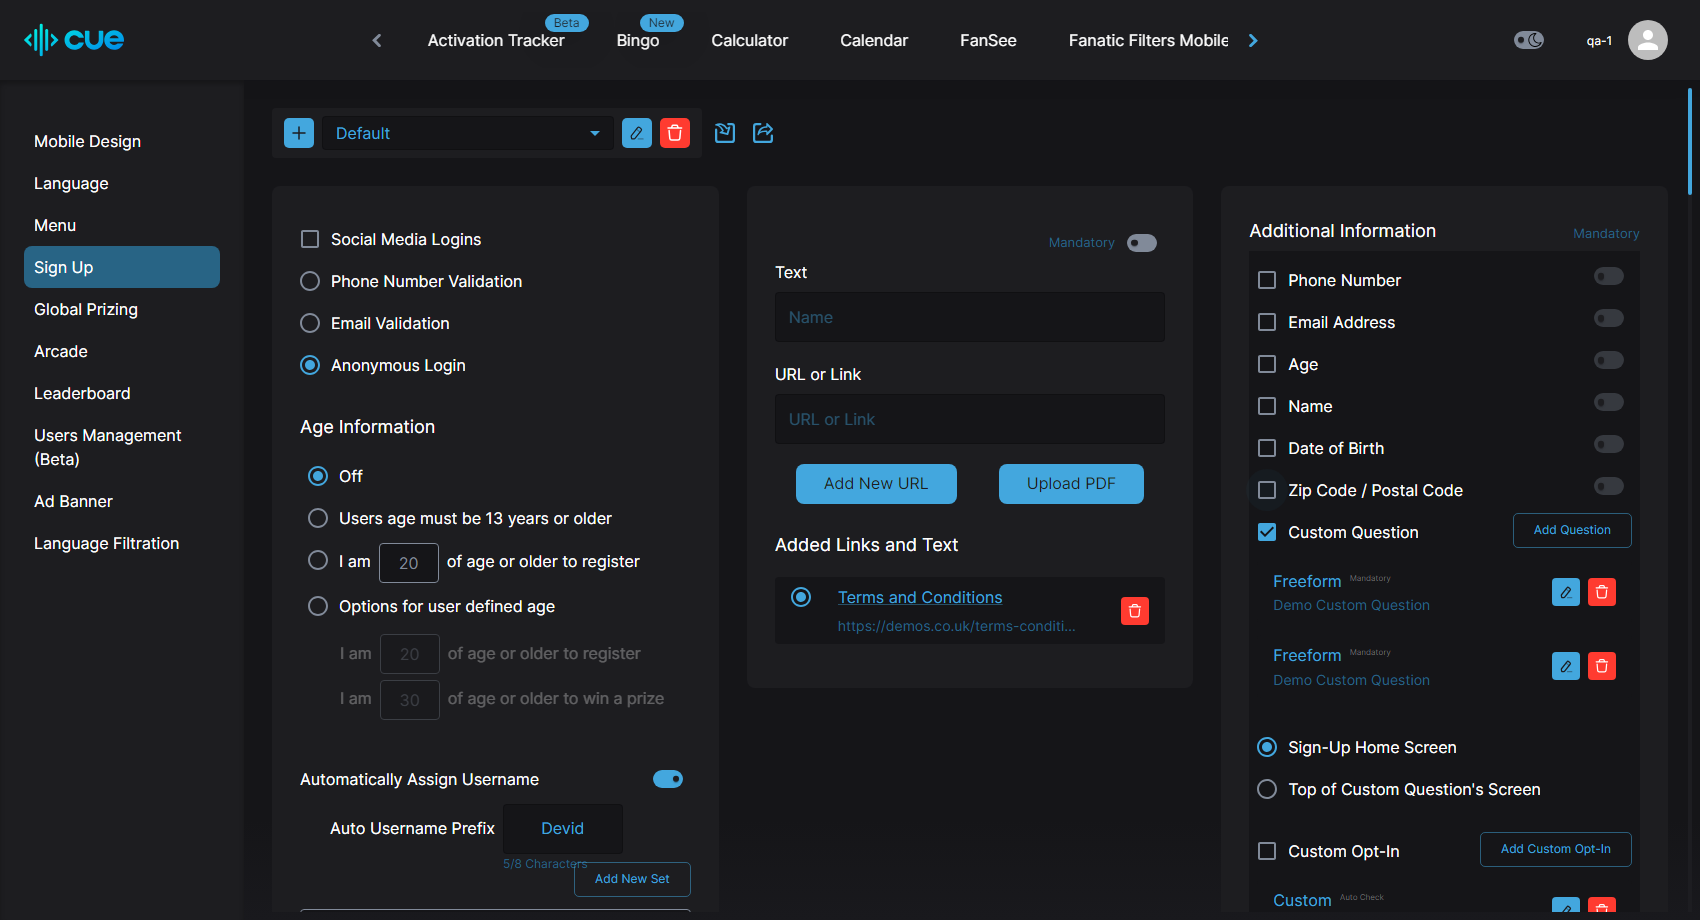 cue
Activation Tracker
Beta
Bingo
New
Calculator
Calendar
FanSee
Fanatic Filters Mobile
qa-1
Mobile Design
Language
Menu
Sign Up
Global Prizing
Arcade
Leaderboard
Users Management
(Beta)
Ad Banner
Language Filtration
Default
Social Media Logins
Phone Number Validation
Email Validation
Anonymous Login
Age Information
Off
Users age must be 13 years or older
I am 20 of age or older to register
Options for user defined age
I am 20 of age or older to register
I am 30 of age or older to win a prize
Automatically Assign Username
Auto Username Prefix Devid
5/8 Characters
Add New Set
Mandatory
Text
Name
URL or Link
URL or Link
Add New URL
Upload PDF
Added Links and Text
Terms and Conditions
https://demos.co.uk/terms-conditi...
Additional Information
Mandatory
Phone Number
Email Address
Age
Name
Date of Birth
Zip Code / Postal Code
Custom Question
Add Question
Freeform Mandatory
Demo Custom Question
Freeform Mandatory
Demo Custom Question
Sign-Up Home Screen
Top of Custom Question's Screen
Custom Opt-In
Add Custom Opt-In
Custom Auto Check